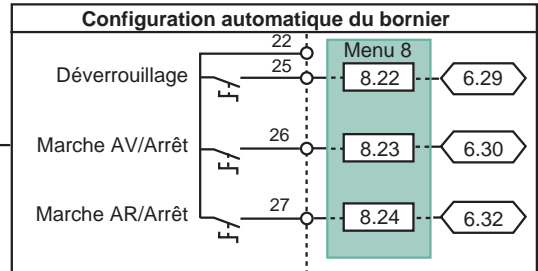 Configuration automatique du bornier
22
Menu 8
Déverrouillage 25 8.22 6.29
Marche AV/Arrêt 26 8.23 6.30
Marche AR/Arrêt 27 8.24 6.32